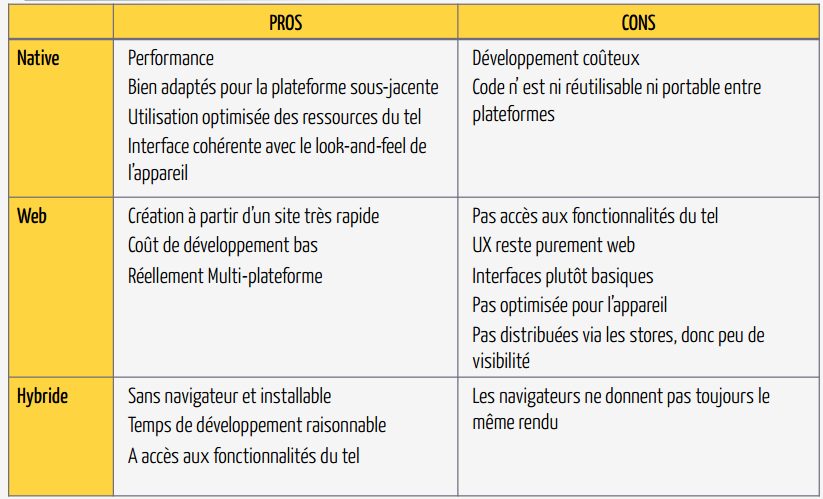 PROS
CONS
Native
Performance
Bien adaptés pour la plateforme sous-jacente
Utilisation optimisée des ressources du tel
Interface cohérente avec le look-and-feel de
l'appareil
Développement coûteux
Code n' est ni réutilisable ni portable entre
plateformes
Web
Création à partir d'un site très rapide
Coût de développement bas
Réellement Multi-plateforme
Pas accès aux fonctionnalités du tel
UX reste purement web
Interfaces plutôt basiques
Pas optimisée pour l'appareil
Pas distribuées via les stores, donc peu de
visibilité
Hybride
Sans navigateur et installable
Temps de développement raisonnable
A accès aux fonctionnalités du tel
Les navigateurs ne donnent pas toujours le
même rendu